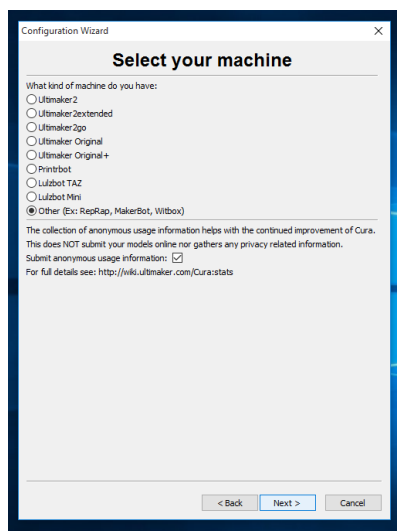 Configuration Wizard
Select your machine
What kind of machine do you have:
Ultimaker2
Ultimaker2extended
Ultimaker2go
Ultimaker Original
Ultimaker Original+
Printrbot
Lulzbot TAZ
Lulzbot Mini
Other (Ex: RepRap, MakerBot, Witbox)
The collection of anonymous usage information helps with the continued improvement of Cura.
This does NOT submit your models online nor gathers any privacy related information.
Submit anonymous usage information:
For full details see: http://wiki.ultimaker.com/Cura:stats
< Back Next > Cancel